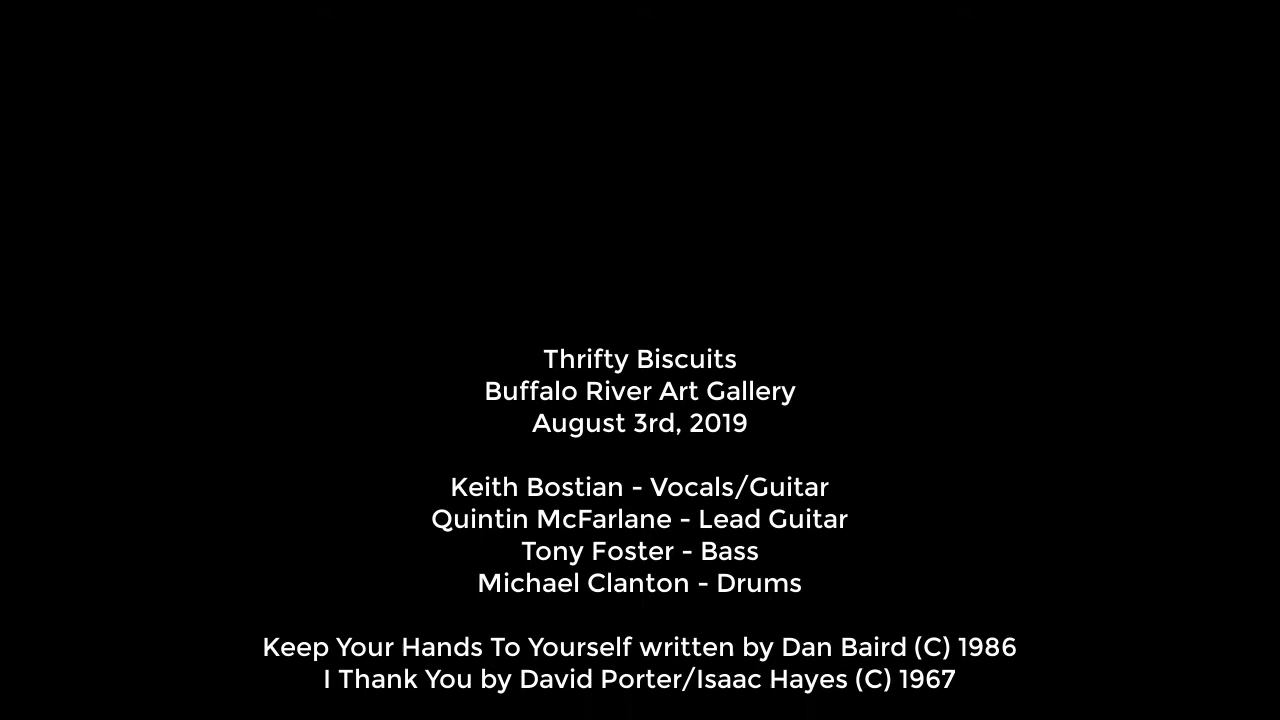 Thrifty Biscuits
Buffalo River Art Gallery
August 3rd, 2019
Keith Bostian - Vocals/Guitar
Quintin McFarlane - Lead Guitar
Tony Foster - Bass
Michael Clanton - Drums
Keep Your Hands To Yourself written by Dan Baird (C) 1986
I Thank You by David Porter/Isaac Hayes (C) 1967